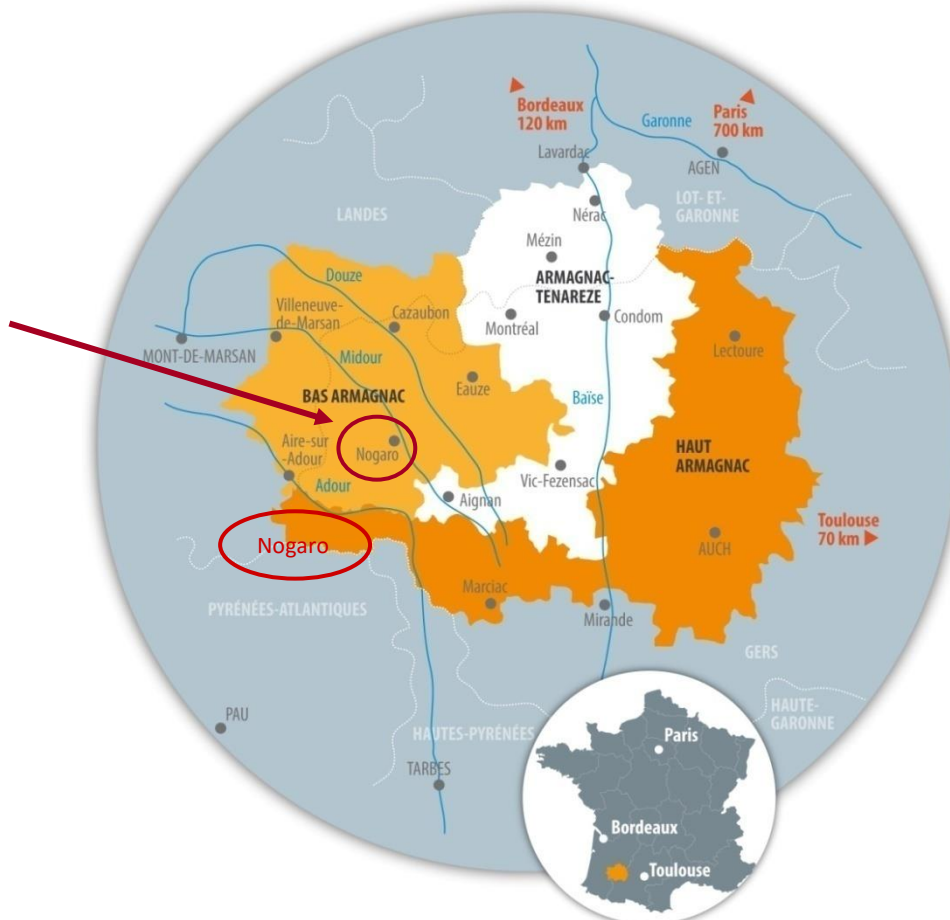 Bordeaux
120 km
Paris
700 km
Garonne
Lavardac
AGEN
LOT- ET-
GARONNE
Nérac
LANDES
Mézin
ARMAGNAC-
TENAREZE
Douze
Villeneuve-
de-Marsan
Cazaubon
Montréal
Condom
Lectoure
MONT-DE-MARSAN
Midour
Eauze
BAS ARMAGNAC
Baïse
Aire-sur
-Adour
Nogaro
HAUT
ARMAGNAC
Vic-Fezensac
Adour
Aignan
Toulouse
70 km
Nogaro
AUCH
Marciac
PYRÉNÉES-ATLANTIQUES
Mirande
GERS
PAU
HAUTES-PYRÉNÉES
HAUTE-
GARONNE
TARBES
Paris
Bordeaux
Toulouse